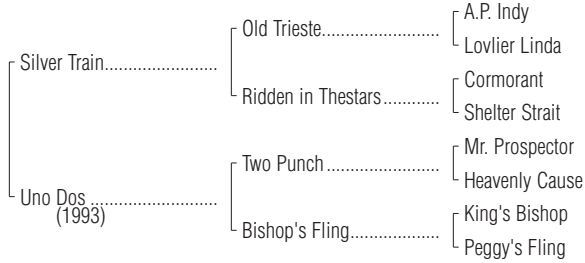 A.P. Indy
Old Trieste
Lovlier Linda
Silver Train
Cormorant
Ridden in Thestars
Shelter Strait
Mr. Prospector
Two Punch
Heavenly Cause
Uno Dos
(1993)
King's Bishop
Bishop's Fling
Peggy's Fling